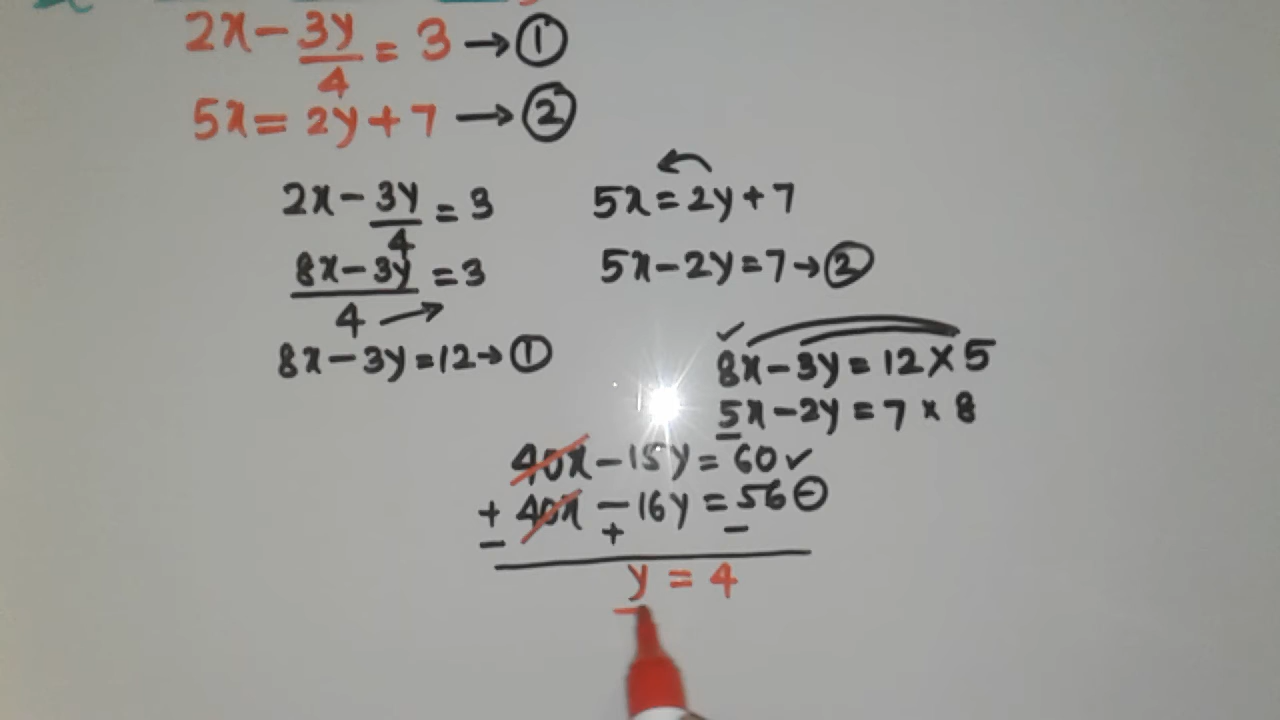 2x - 3y/4 = 3 → ①
5x = 2y + 7 → ②
2x - 3y/4 = 3
8x - 3y/4 = 3
8x - 3y = 12 → ①
5x = 2y + 7
5x - 2y = 7 → ②
✓
8x - 3y = 12 × 5
5x - 2y = 7 × 8
40x - 15y = 60 ✓
+ 40x - 16y = 56 ⊖
- + -
y = 4